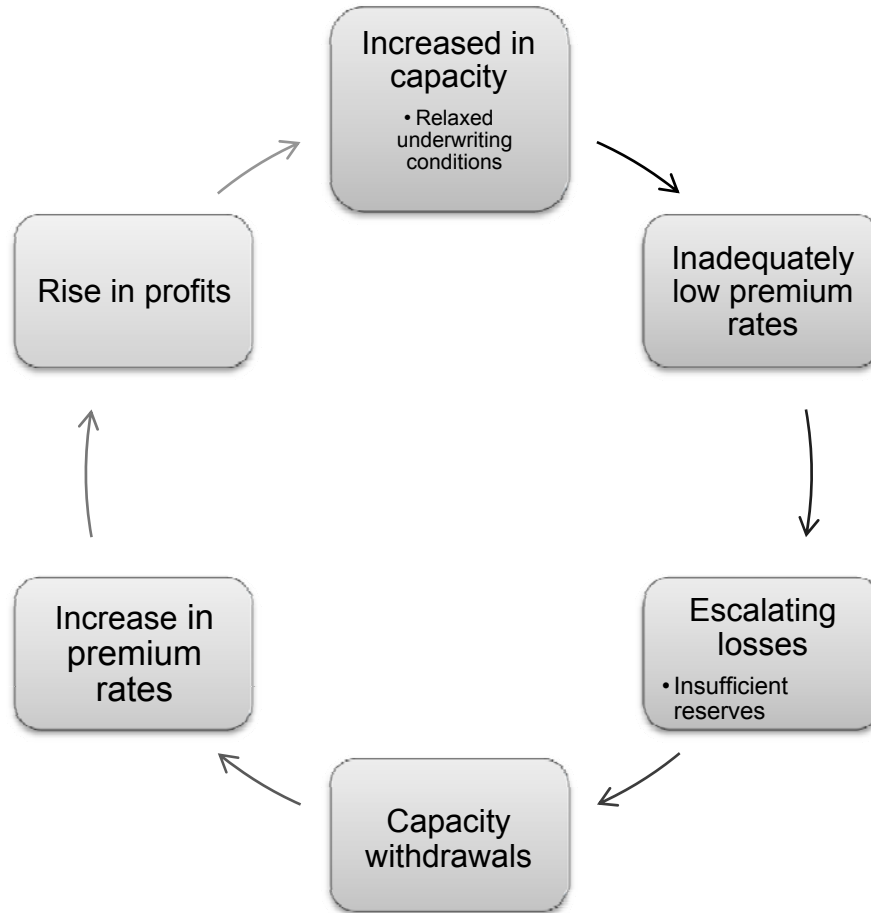 Increased in
capacity
• Relaxed
underwriting
conditions
Inadequately
low premium
rates
Escalating
losses
• Insufficient
reserves
Capacity
withdrawals
Increase in
premium
rates
Rise in profits